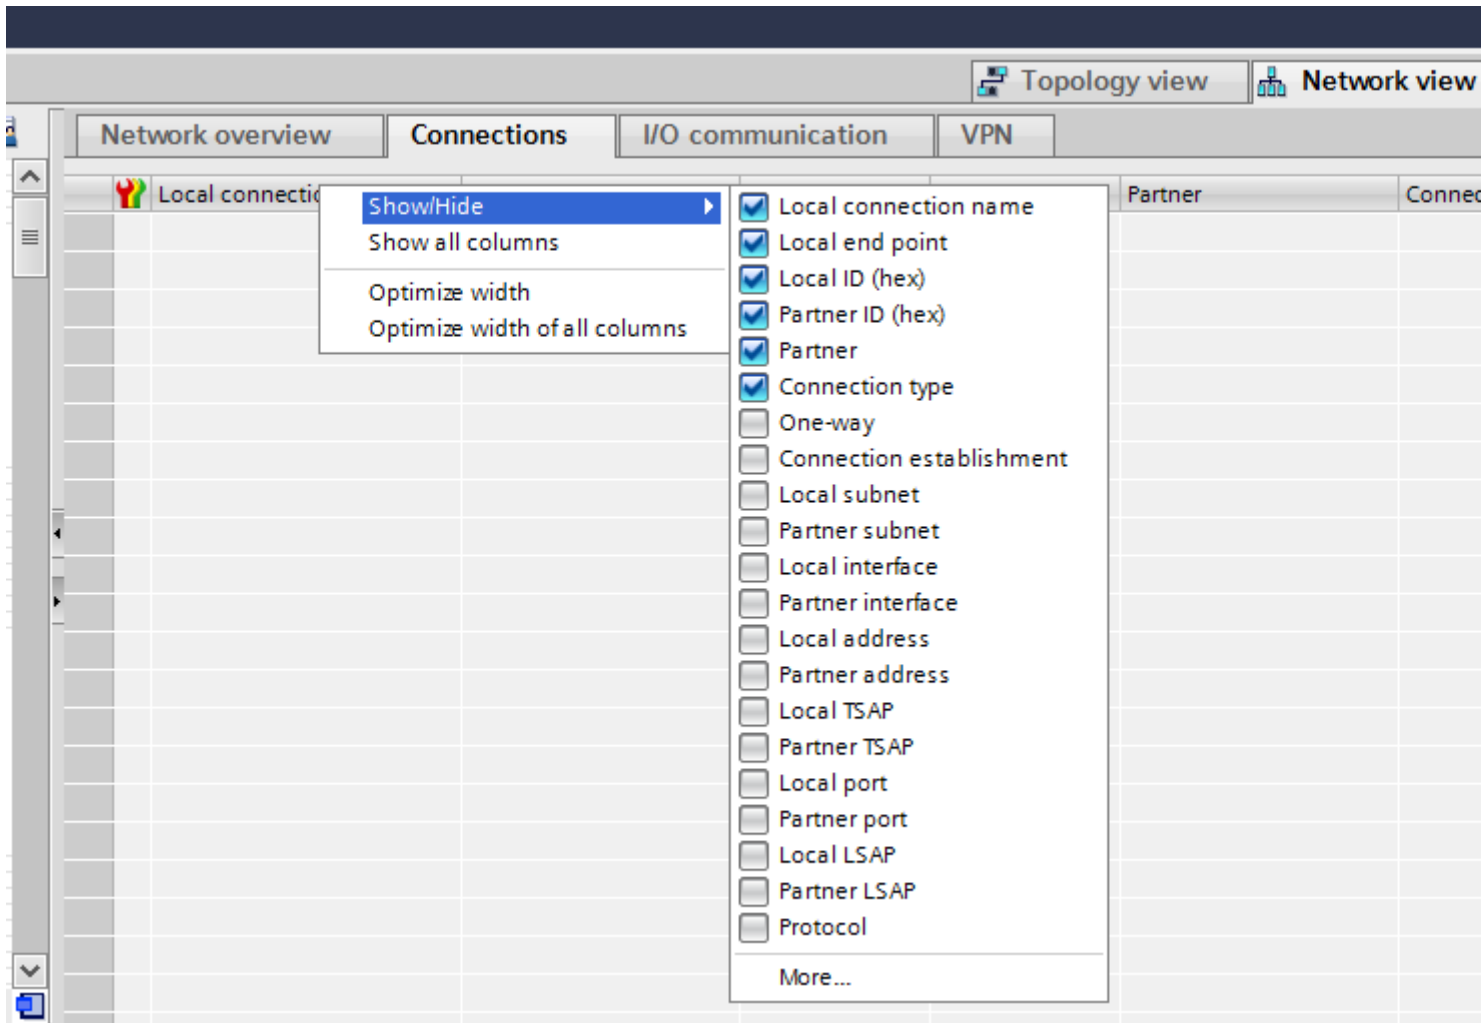 Topology view
Network view
Network overview
Connections
I/O communication
VPN
Local connectio
Partner
Connec
Show/Hide
Show all columns
Optimize width
Optimize width of all columns
Local connection name
Local end point
Local ID (hex)
Partner ID (hex)
Partner
Connection type
One-way
Connection establishment
Local subnet
Partner subnet
Local interface
Partner interface
Local address
Partner address
Local TSAP
Partner TSAP
Local port
Partner port
Local LSAP
Partner LSAP
Protocol
More...